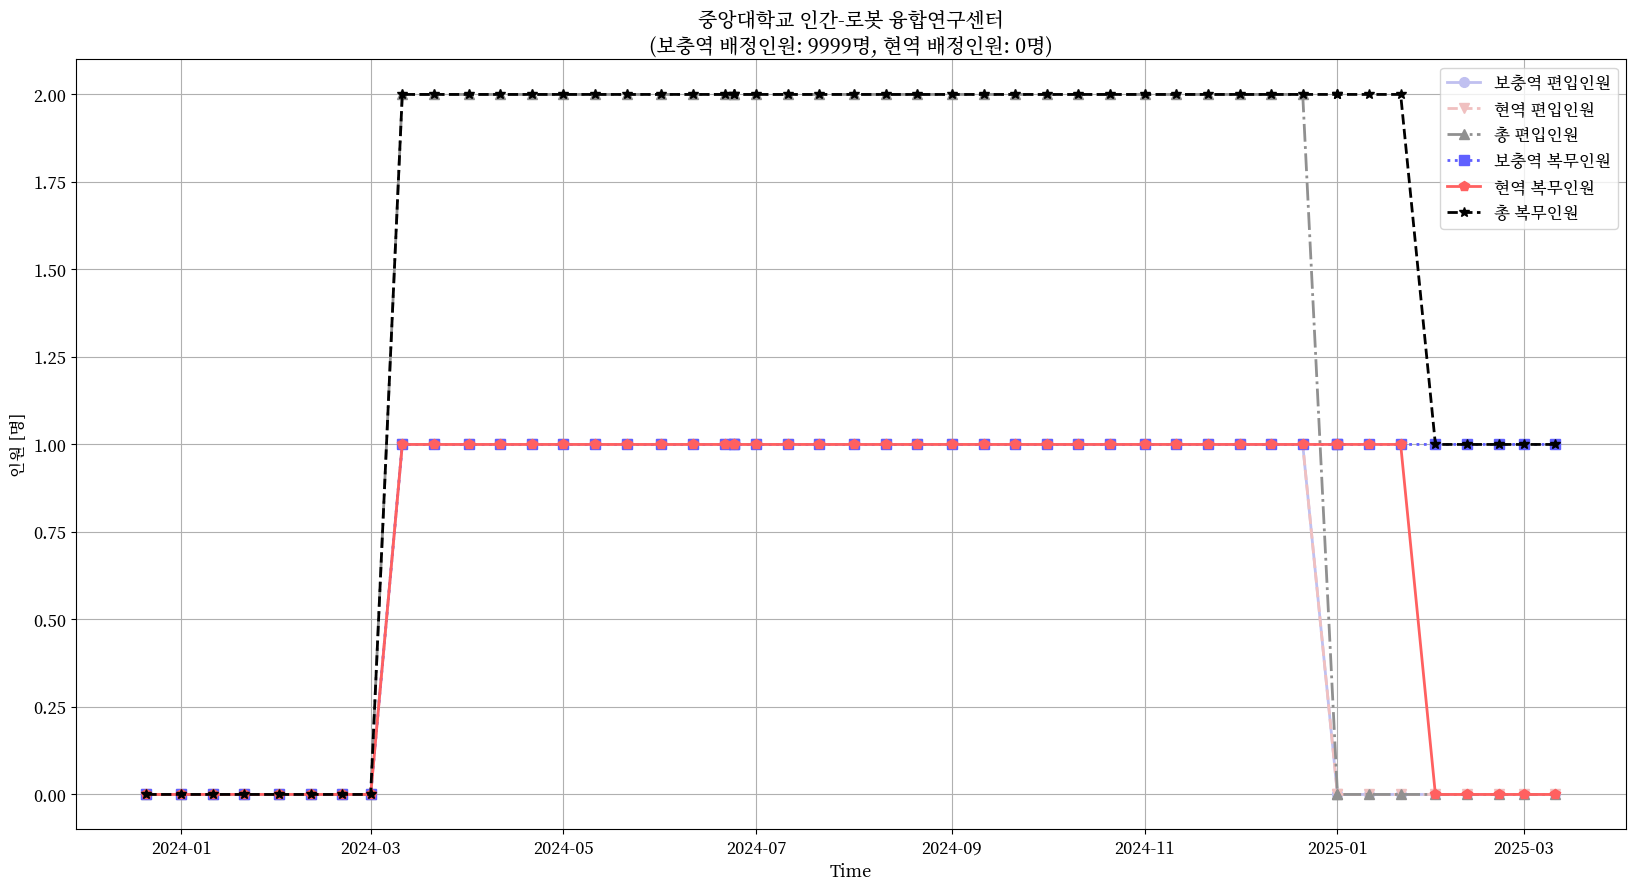 중앙대학교 인간-로봇 융합연구센터
(보충역 배정인원: 9999명, 현역 배정인원: 0명)
보충역 편입인원
현역 편입인원
총 편입인원
보충역 복무인원
현역 복무인원
총 복무인원
2.00
1.75
1.50
1.25
1.00
0.75
0.50
0.25
0.00
인원 [명]
2024-01
2024-03
2024-05
2024-07
2024-09
2024-11
2025-01
2025-03
Time